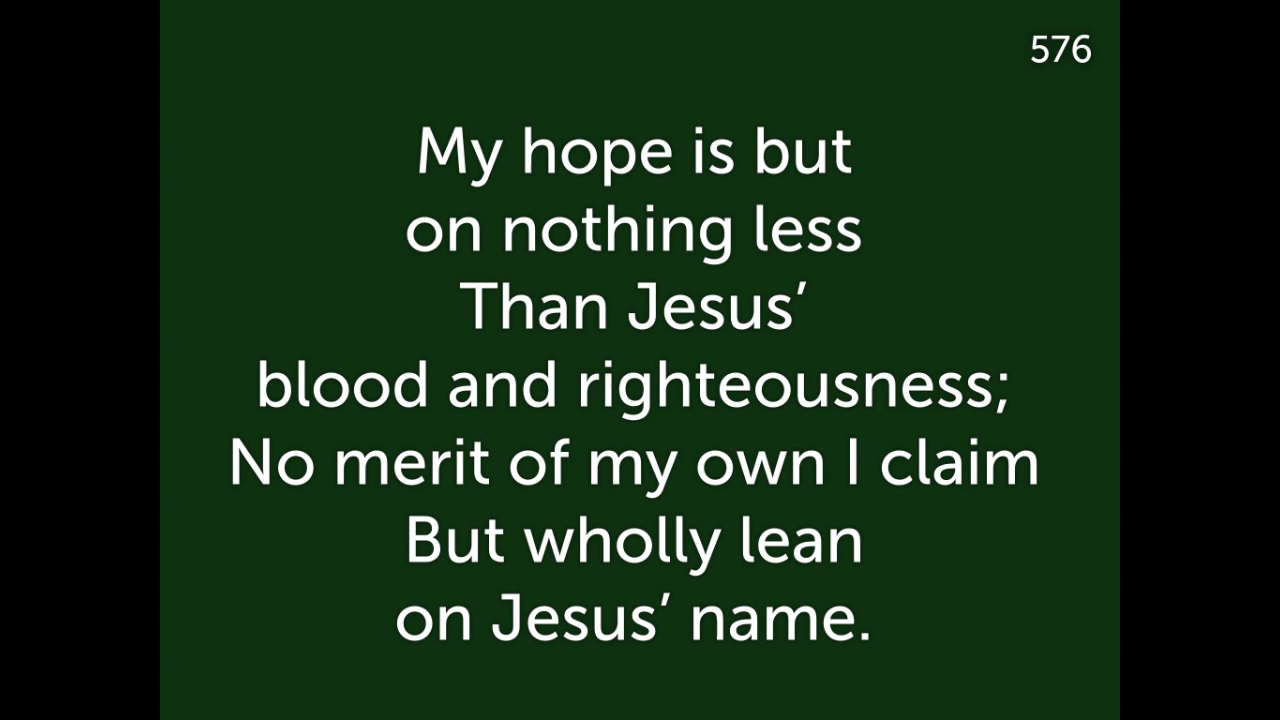 576
My hope is but
on nothing less
Than Jesus’
blood and righteousness;
No merit of my own I claim
But wholly lean
on Jesus’ name.